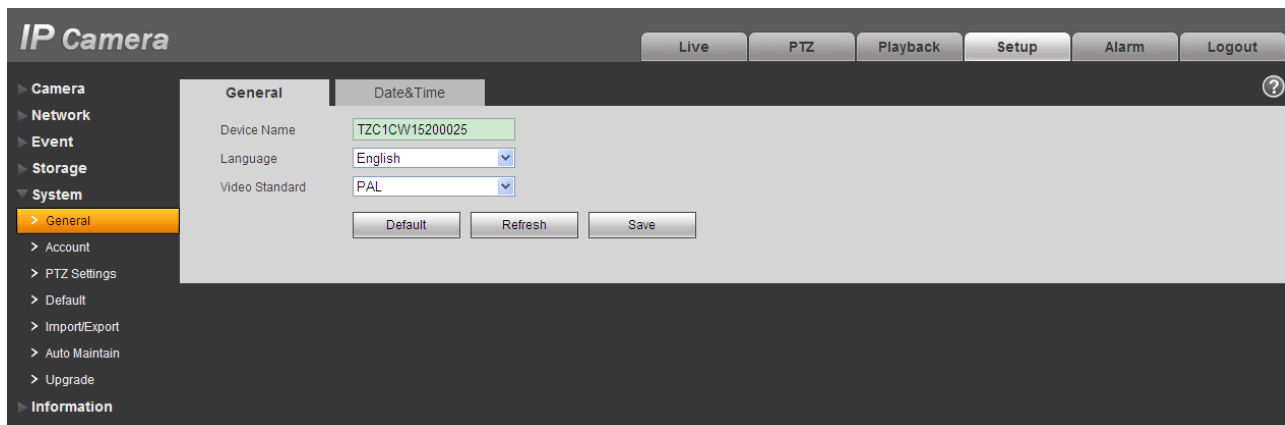 IP Camera
Live PTZ Playback Setup Alarm Logout
Camera
Network
Event
Storage
System
General
Account
PTZ Settings
Default
Import/Export
Auto Maintain
Upgrade
Information
General Date&Time
?
Device Name TZC1CW15200025
Language English
Video Standard PAL
Default Refresh Save